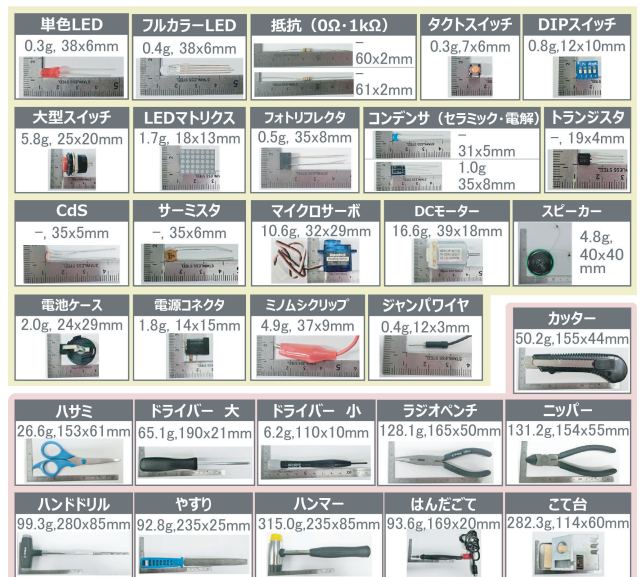 単色LED
0.3g, 38x6mm
フルカラーLED
0.4g, 38x6mm
抵抗（0Ω・1kΩ）
–
60x2mm
–
61x2mm
タクトスイッチ
0.3g,7x6mm
DIPスイッチ
0.8g,12x10mm
大型スイッチ
5.8g, 25x20mm
LEDマトリクス
1.7g, 18x13mm
フォトリフレクタ
0.5g, 35x8mm
コンデンサ（セラミック・電解）
–
31x5mm
1.0g
35x8mm
トランジスタ
–, 19x4mm
CdS
–, 35x5mm
サーミスタ
–, 35x6mm
マイクロサーボ
10.6g, 32x29mm
DCモーター
16.6g, 39x18mm
スピーカー
4.8g,
40x40
mm
電池ケース
2.0g, 24x29mm
電源コネクタ
1.8g, 14x15mm
ミノムシクリップ
4.9g, 37x9mm
ジャンパワイヤ
0.4g,12x3mm
カッター
50.2g,155x44mm
ハサミ
26.6g,153x61mm
ドライバー 大
65.1g,190x21mm
ドライバー 小
6.2g,110x10mm
ラジオペンチ
128.1g,165x50mm
ニッパー
131.2g,154x55mm
ハンドドリル
99.3g,280x85mm
やすり
92.8g,235x25mm
ハンマー
315.0g,235x85mm
はんだごて
93.6g,169x20mm
こて台
282.3g,114x60mm